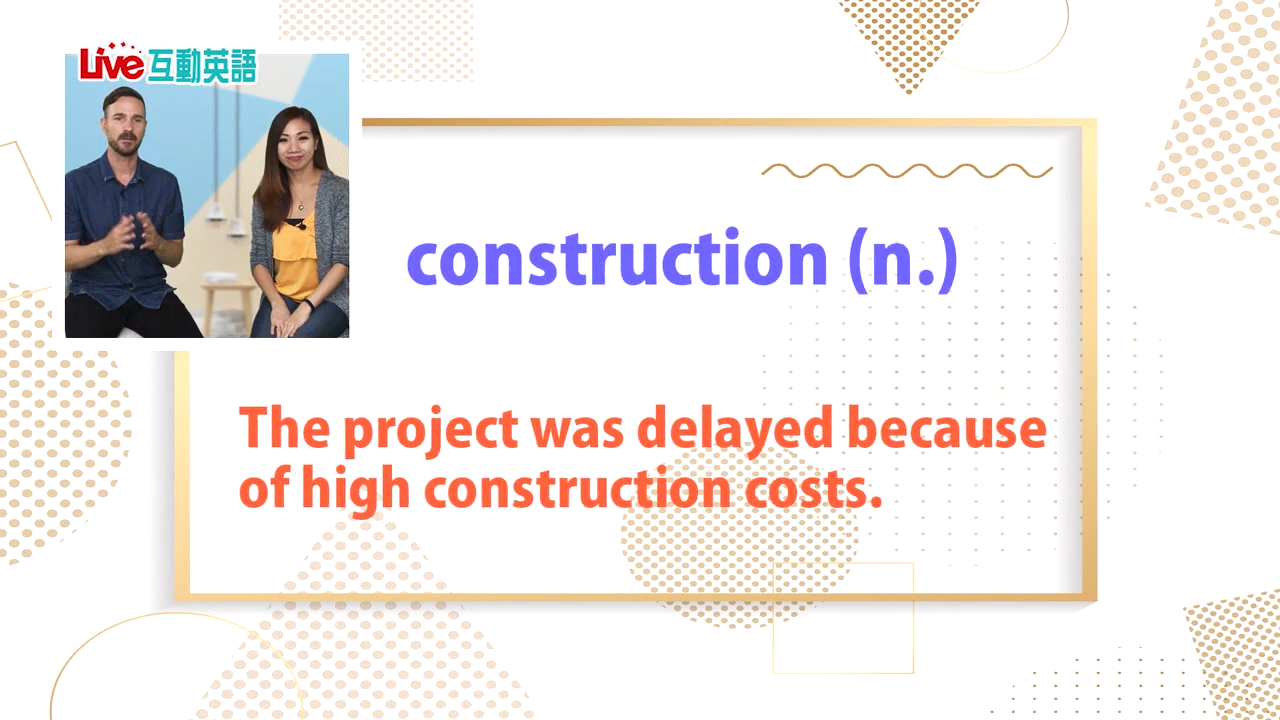 Live互動英語
construction (n.)
The project was delayed because
of high construction costs.